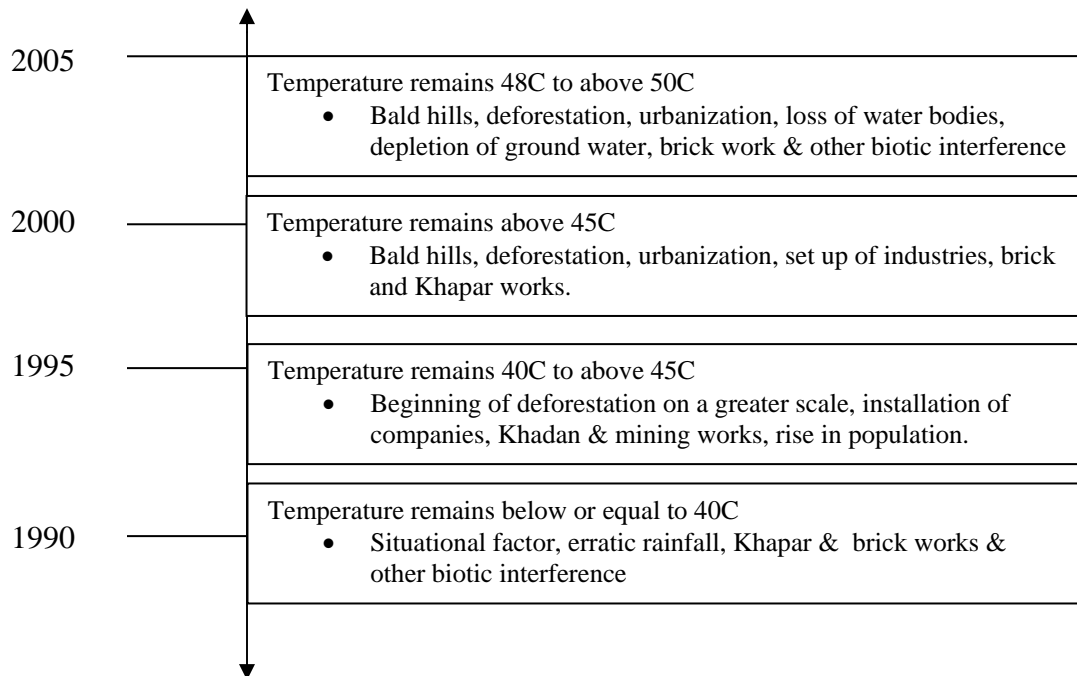 2005
Temperature remains 48C to above 50C
• Bald hills, deforestation, urbanization, loss of water bodies,
depletion of ground water, brick work & other biotic interference
2000
Temperature remains above 45C
• Bald hills, deforestation, urbanization, set up of industries, brick
and Khapar works.
1995
Temperature remains 40C to above 45C
• Beginning of deforestation on a greater scale, installation of
companies, Khadan & mining works, rise in population.
1990
Temperature remains below or equal to 40C
• Situational factor, erratic rainfall, Khapar & brick works &
other biotic interference